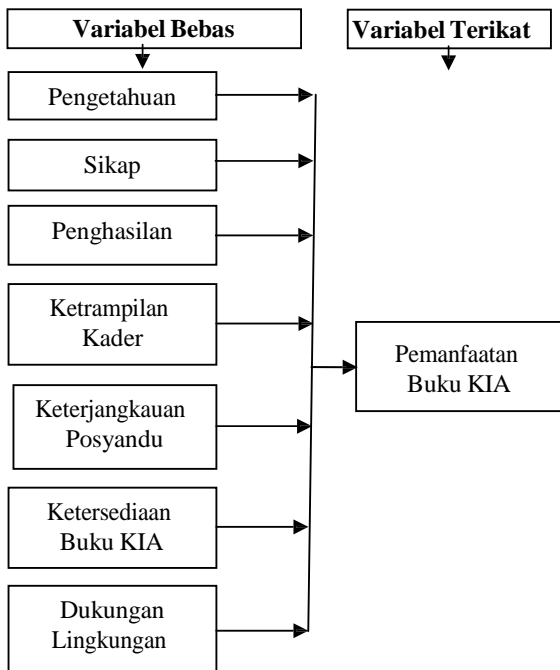 Variabel Bebas
Variabel Terikat
Pengetahuan
Sikap
Penghasilan
Ketrampilan
Kader
Pemanfaatan
Buku KIA
Keterjangkauan
Posyandu
Ketersediaan
Buku KIA
Dukungan
Lingkungan